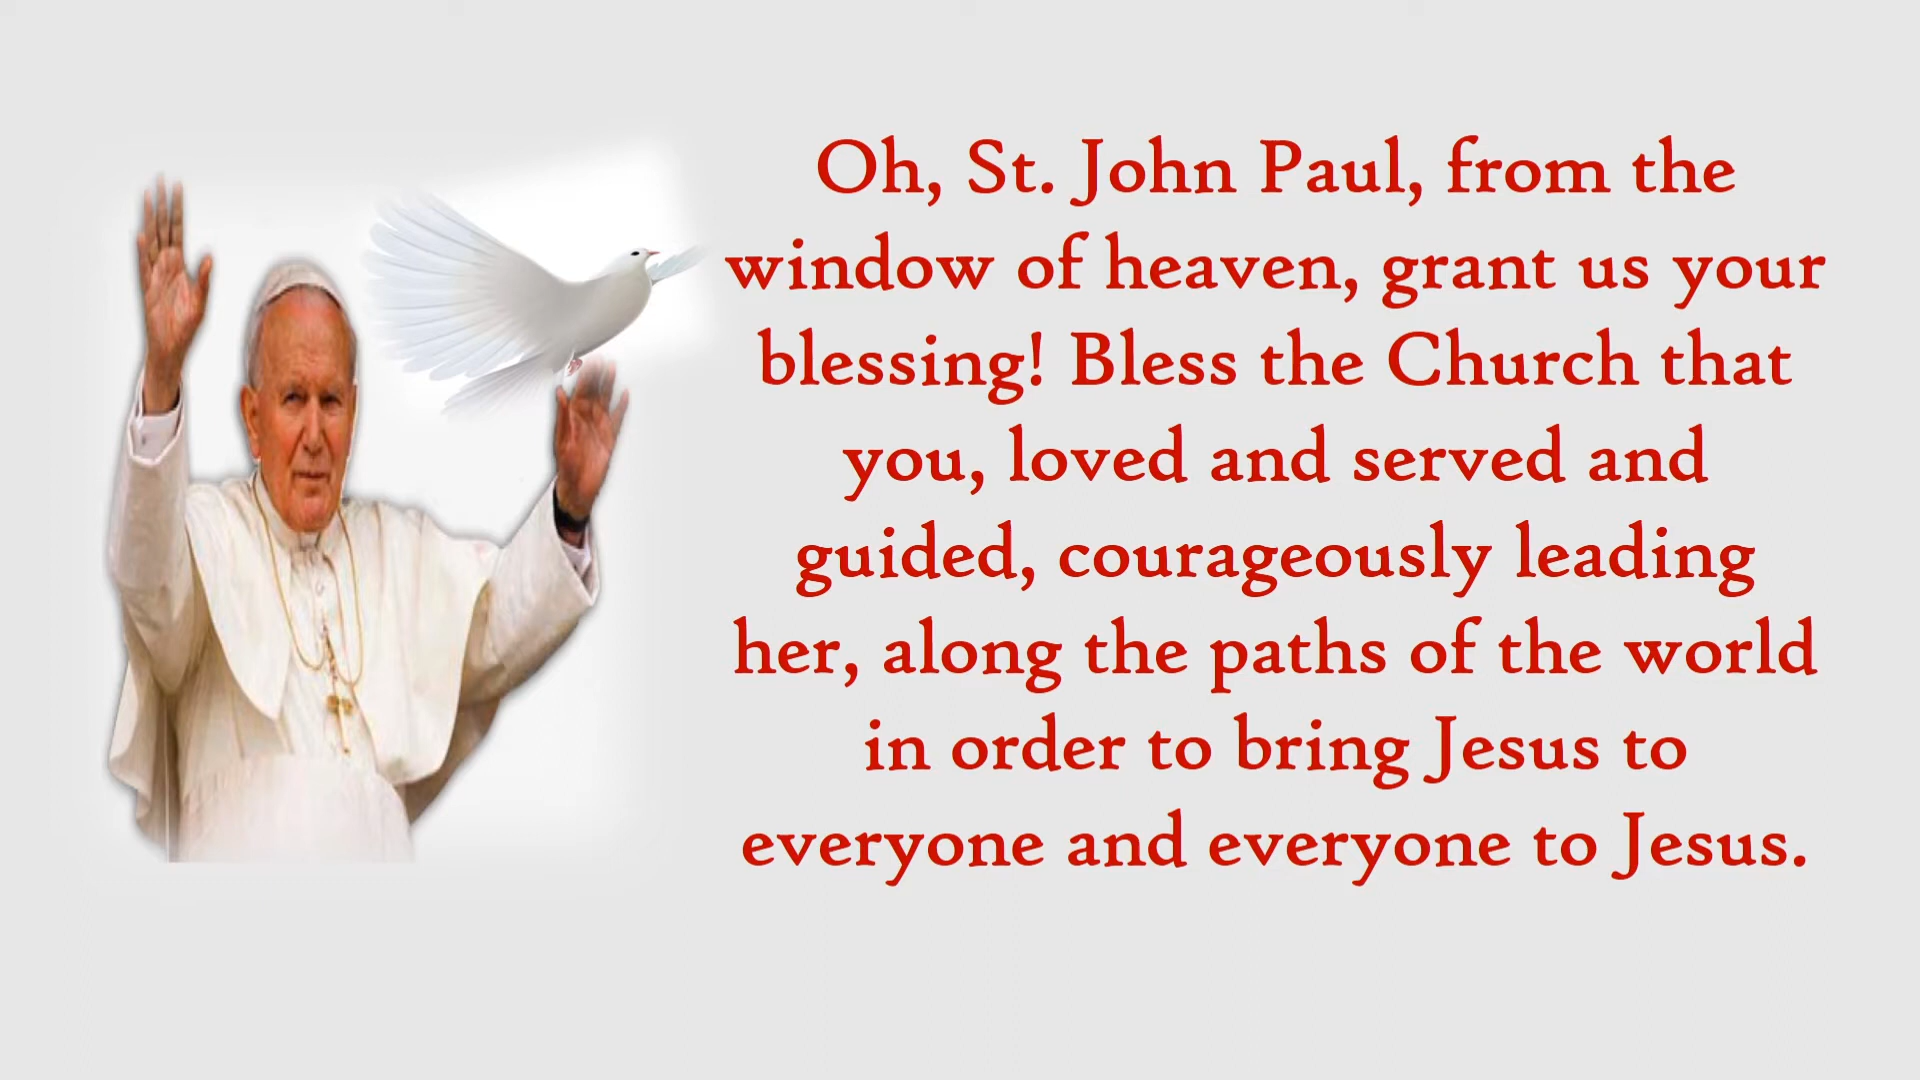 Oh, St. John Paul, from the
window of heaven, grant us your
blessing! Bless the Church that
you, loved and served and
guided, courageously leading
her, along the paths of the world
in order to bring Jesus to
everyone and everyone to Jesus.